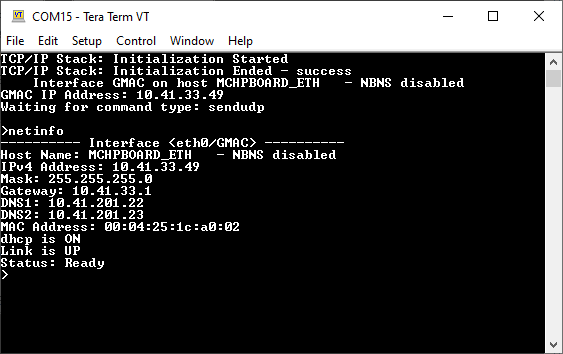 COM15 - Tera Term VT
File Edit Setup Control Window Help
TCP/IP Stack: Initialization Started
TCP/IP Stack: Initialization Ended - success
    Interface GMAC on host MCHPBOARD_ETH   - NBNS disabled
GMAC IP Address: 10.41.33.49
Waiting for command type: sendudp
>netinfo
---------- Interface <eth0/GMAC> ----------
Host Name: MCHPBOARD_ETH   - NBNS disabled
IPv4 Address: 10.41.33.49
Mask: 255.255.255.0
Gateway: 10.41.33.1
DNS1: 10.41.201.22
DNS2: 10.41.201.23
MAC Address: 00:04:25:1c:a0:02
dhcp is ON
Link is UP
Status: Ready
>